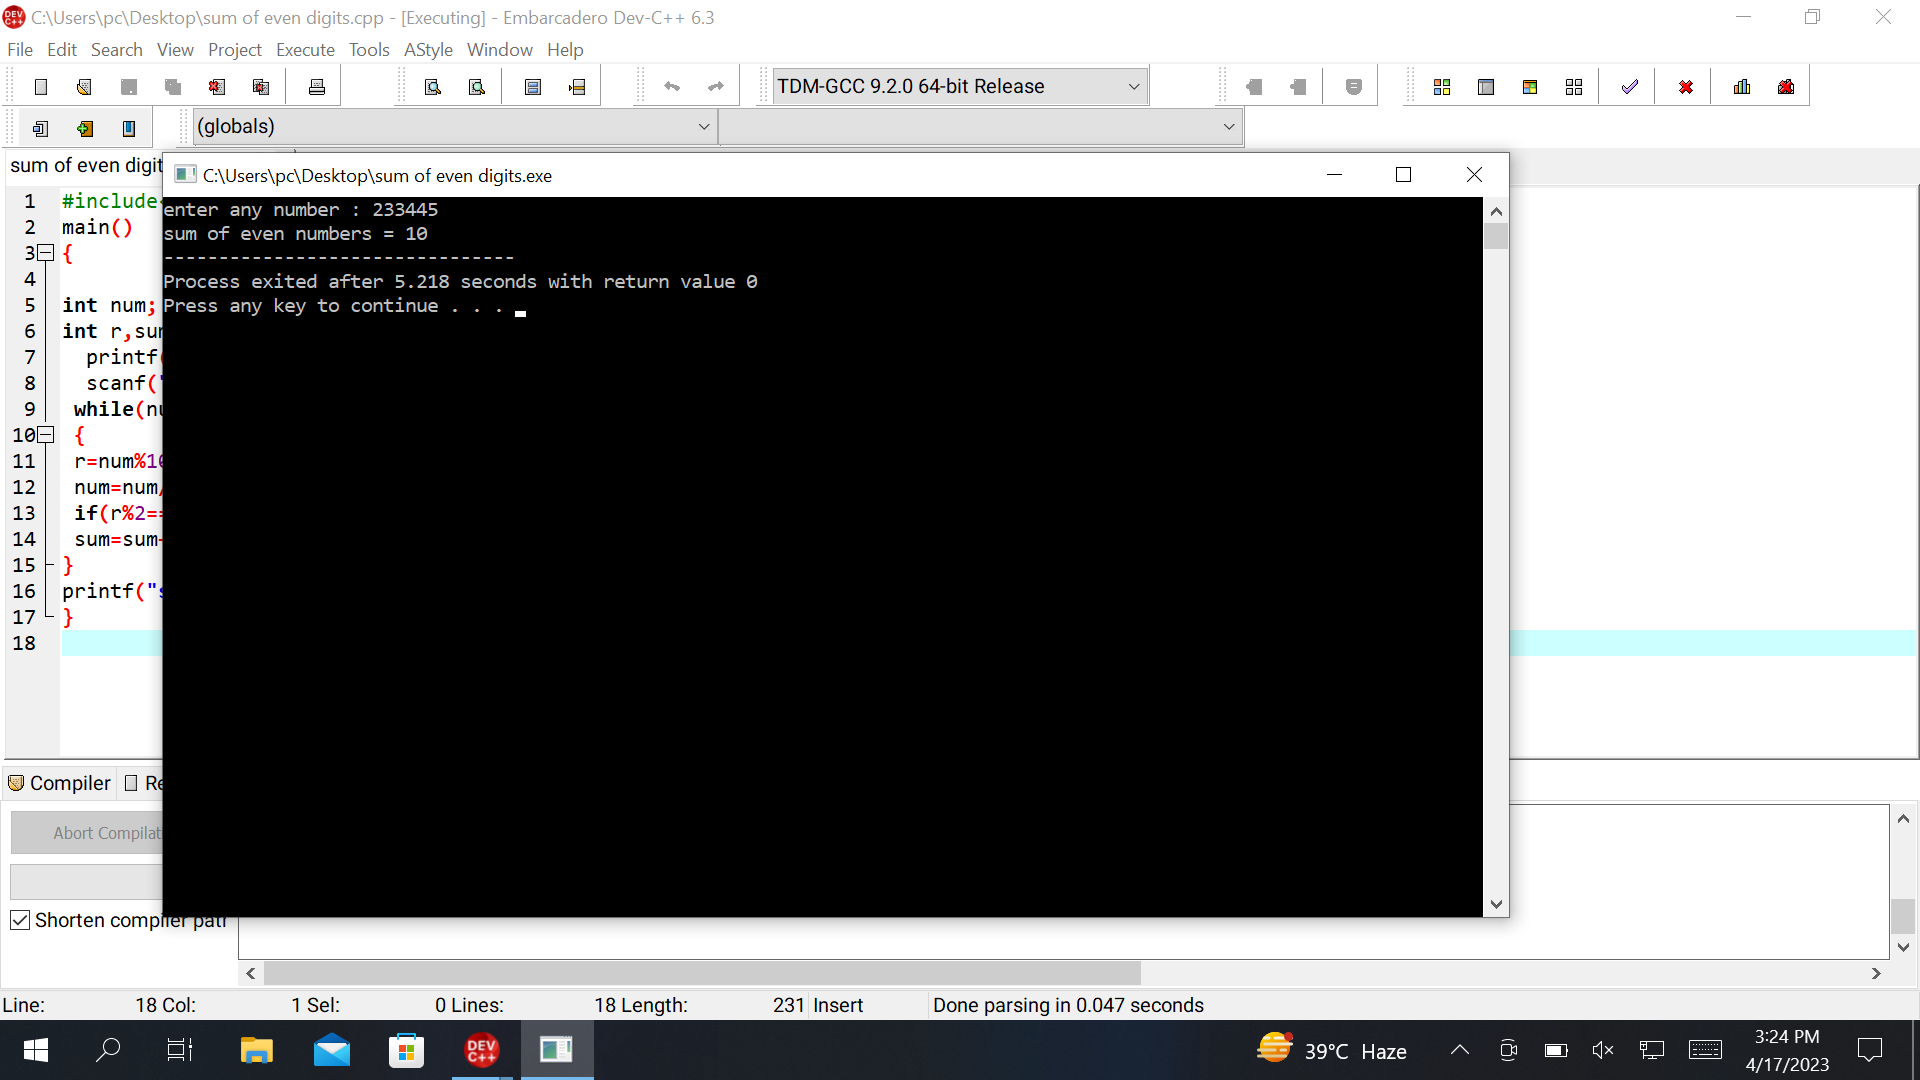 C:\Users\pc\Desktop\sum of even digits.cpp - [Executing] - Embarcadero Dev-C++ 6.3
File Edit Search View Project Execute Tools AStyle Window Help
TDM-GCC 9.2.0 64-bit Release
(globals)
sum of even digit
C:\Users\pc\Desktop\sum of even digits.exe
enter any number : 233445
sum of even numbers = 10
--------------------------------
Process exited after 5.218 seconds with return value 0
Press any key to continue . . .
1 #include<
2 main()
3 {
4
5 int num;
6 int r,sum
7 printf(
8 scanf("
9 while(nu
10 {
11 r=num%10
12 num=num/
13 if(r%2==
14 sum=sum+
15 }
16 printf("s
17 }
18
Compiler Re
Abort Compilat
Shorten compiler path
Line: 18 Col: 1 Sel: 0 Lines: 18 Length: 231 Insert Done parsing in 0.047 seconds
DEV C++
39°C Haze
3:24 PM
4/17/2023